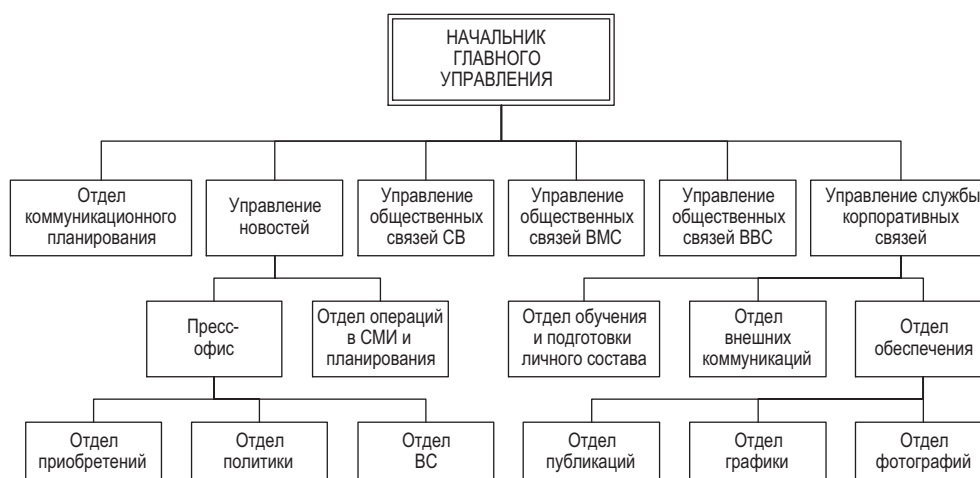 НАЧАЛЬНИК
ГЛАВНОГО
УПРАВЛЕНИЯ
Отдел
коммуникационного
планирования
Управление
новостей
Управление
общественных
связей СВ
Управление
общественных
связей ВМС
Управление
общественных
связей ВВС
Управление службы
корпоративных
связей
Пресс-
офис
Отдел операций
в СМИ и
планирования
Отдел обучения
и подготовки
личного состава
Отдел
внешних
коммуникаций
Отдел
обеспечения
Отдел
приобретений
Отдел
политики
Отдел
ВС
Отдел
публикаций
Отдел
графики
Отдел
фотографий